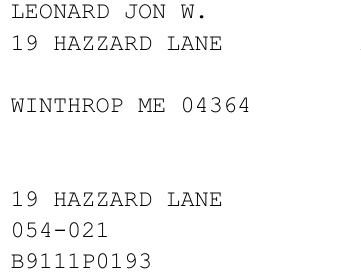 LEONARD JON W.
19 HAZZARD LANE
WINTHROP ME 04364
19 HAZZARD LANE
054-021
B9111P0193